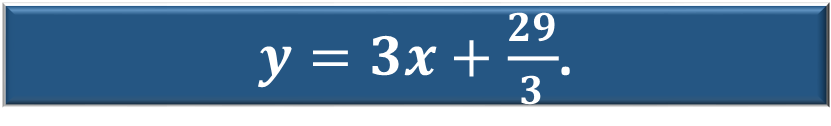 y = 3x + 29/3.